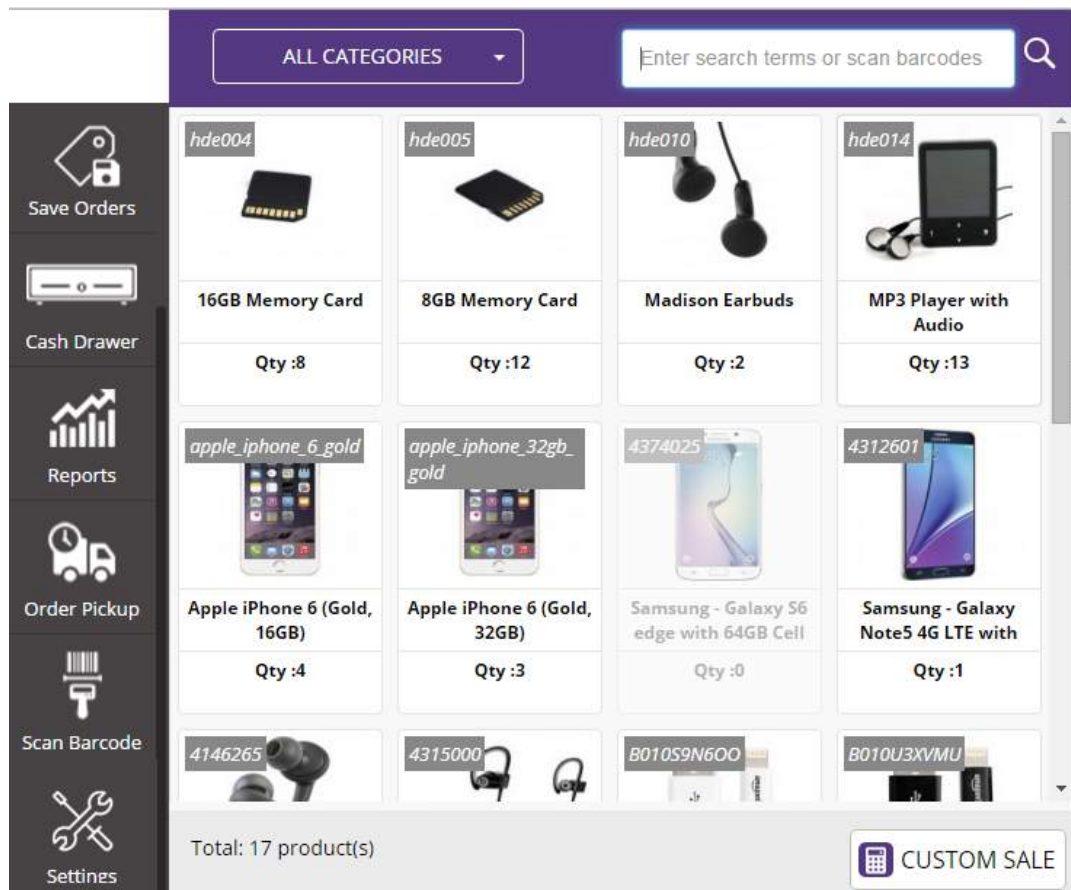 ALL CATEGORIES
Enter search terms or scan barcodes
Save Orders
Cash Drawer
Reports
Order Pickup
Scan Barcode
Settings
hde004
16GB Memory Card
Qty :8
hde005
8GB Memory Card
Qty :12
hde010
Madison Earbuds
Qty :2
hde014
MP3 Player with
Audio
Qty :13
apple_iphone_6_gold
Apple iPhone 6 (Gold,
16GB)
Qty :4
apple_iphone_32gb_
gold
Apple iPhone 6 (Gold,
32GB)
Qty :3
4374025
Samsung - Galaxy S6
edge with 64GB Cell
Qty :0
4312601
Samsung - Galaxy
Note5 4G LTE with
Qty :1
4146265
4315000
B010S9N6OO
B010U3XVMU
Total: 17 product(s)
CUSTOM SALE